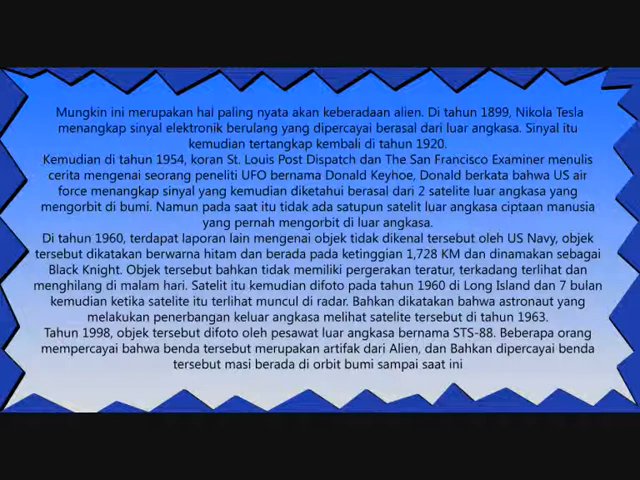 Mungkin ini merupakan hal paling nyata akan keberadaan alien. Di tahun 1899, Nikola Tesla
menangkap sinyal elektronik berulang yang dipercayai berasal dari luar angkasa. Sinyal itu
kemudian tertangkap kembali di tahun 1920.
Kemudian di tahun 1954, koran St. Louis Post Dispatch dan The San Francisco Examiner menulis
cerita mengenai seorang peneliti UFO bernama Donald Keyhoe, Donald berkata bahwa US air
force menangkap sinyal yang kemudian diketahui berasal dari 2 satelite luar angkasa yang
mengorbit di bumi. Namun pada saat itu tidak ada satupun satelit luar angkasa ciptaan manusia
yang pernah mengorbit di luar angkasa.
Di tahun 1960, terdapat laporan lain mengenai objek tidak dikenal tersebut oleh US Navy, objek
tersebut dikatakan berwarna hitam dan berada pada ketinggian 1,728 KM dan dinamakan sebagai
Black Knight. Objek tersebut bahkan tidak memiliki pergerakan teratur, terkadang terlihat dan
menghilang di malam hari. Satelit itu kemudian difoto pada tahun 1960 di Long Island dan 7 bulan
kemudian ketika satelite itu terlihat muncul di radar. Bahkan dikatakan bahwa astronaut yang
melakukan penerbangan keluar angkasa melihat satelite tersebut di tahun 1963.
Tahun 1998, objek tersebut difoto oleh pesawat luar angkasa bernama STS-88. Beberapa orang
mempercayai bahwa benda tersebut merupakan artifak dari Alien, dan Bahkan dipercayai benda
tersebut masi berada di orbit bumi sampai saat ini